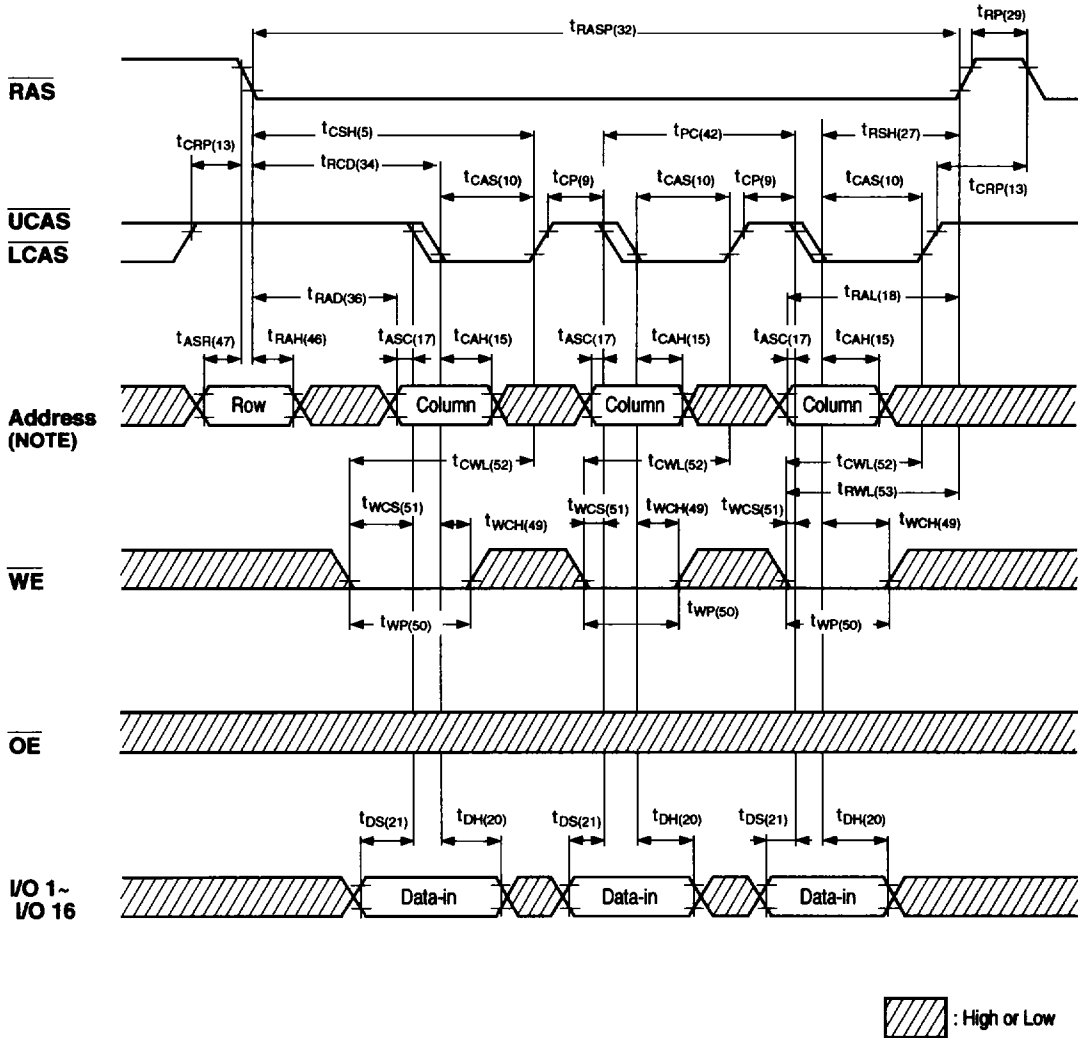 tRASP(32) tRP(29)
RAS
tCSH(5) tPC(42) tRSH(27)
tCRP(13) tRCD(34)
tCAS(10) tCP(9) tCAS(10) tCP(9) tCAS(10) tCRP(13)
UCAS
LCAS
tRAD(36) tRAL(18)
tASR(47) tRAH(46) tASC(17) tCAH(15) tASC(17) tCAH(15) tASC(17) tCAH(15)
Address
(NOTE)
Row Column Column Column
tCWL(52) tCWL(52) tCWL(52)
tRWL(53)
tWCS(51) tWCH(49) tWCS(51) tWCH(49) tWCS(51) tWCH(49)
WE
tWP(50) tWP(50) tWP(50)
OE
tDS(21) tDH(20) tDS(21) tDH(20) tDS(21) tDH(20)
I/O 1~
I/O 16
Data-in Data-in Data-in
: High or Low